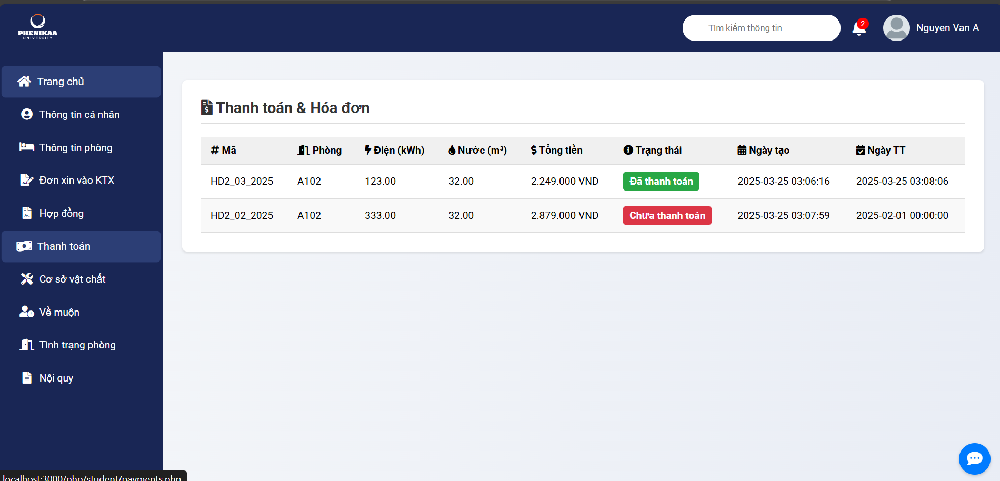 PHENIKAA
UNIVERSITY
Tìm kiếm thông tin
2
Nguyen Van A
Trang chủ
Thông tin cá nhân
Thông tin phòng
Đơn xin vào KTX
Hợp đồng
Thanh toán
Cơ sở vật chất
Về muộn
Tình trạng phòng
Nội quy
Thanh toán & Hóa đơn
# Mã Phòng Điện (kWh) Nước (m³) $ Tổng tiền Trạng thái Ngày tạo Ngày TT
HD2_03_2025 A102 123.00 32.00 2.249.000 VND Đã thanh toán 2025-03-25 03:06:16 2025-03-25 03:08:06
HD2_02_2025 A102 333.00 32.00 2.879.000 VND Chưa thanh toán 2025-03-25 03:07:59 2025-02-01 00:00:00
localhost:3000/php/student/payments.php